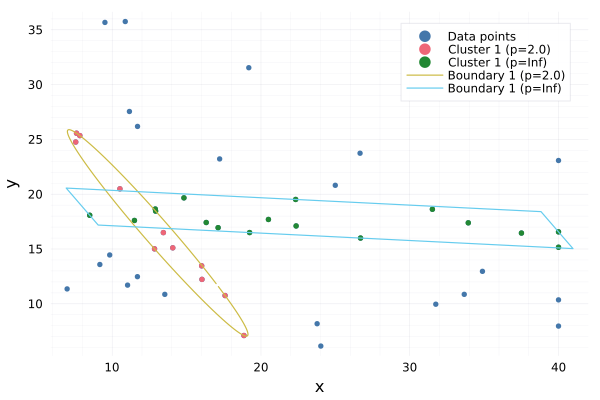 35
30
25
20
15
10
y
10
20
30
40
x
Data points
Cluster 1 (p=2.0)
Cluster 1 (p=Inf)
Boundary 1 (p=2.0)
Boundary 1 (p=Inf)